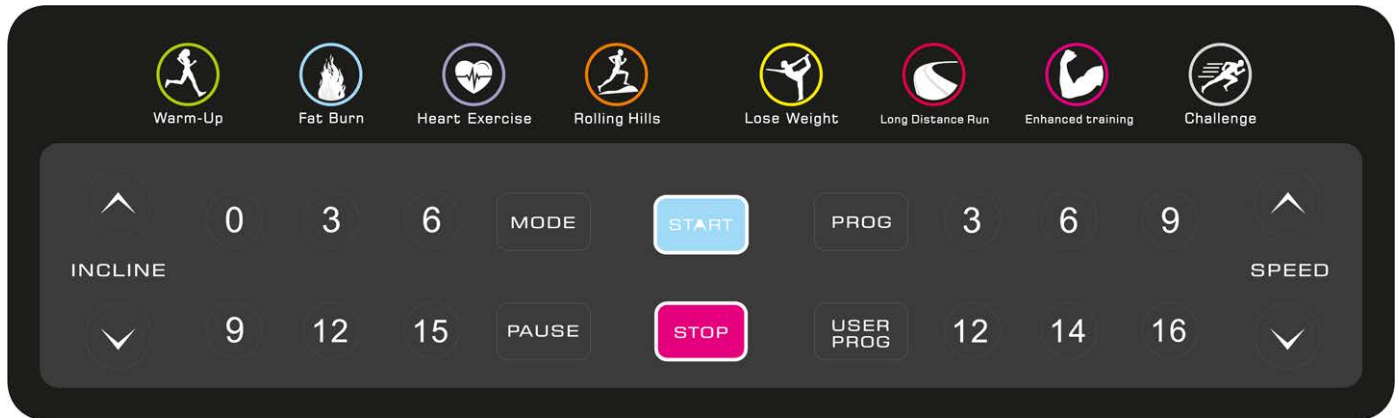 Warm-Up Fat Burn Heart Exercise Rolling Hills Lose Weight Long Distance Run Enhanced training Challenge
0 3 6 MODE START PROG 3 6 9
INCLINE SPEED
9 12 15 PAUSE STOP USER PROG 12 14 16